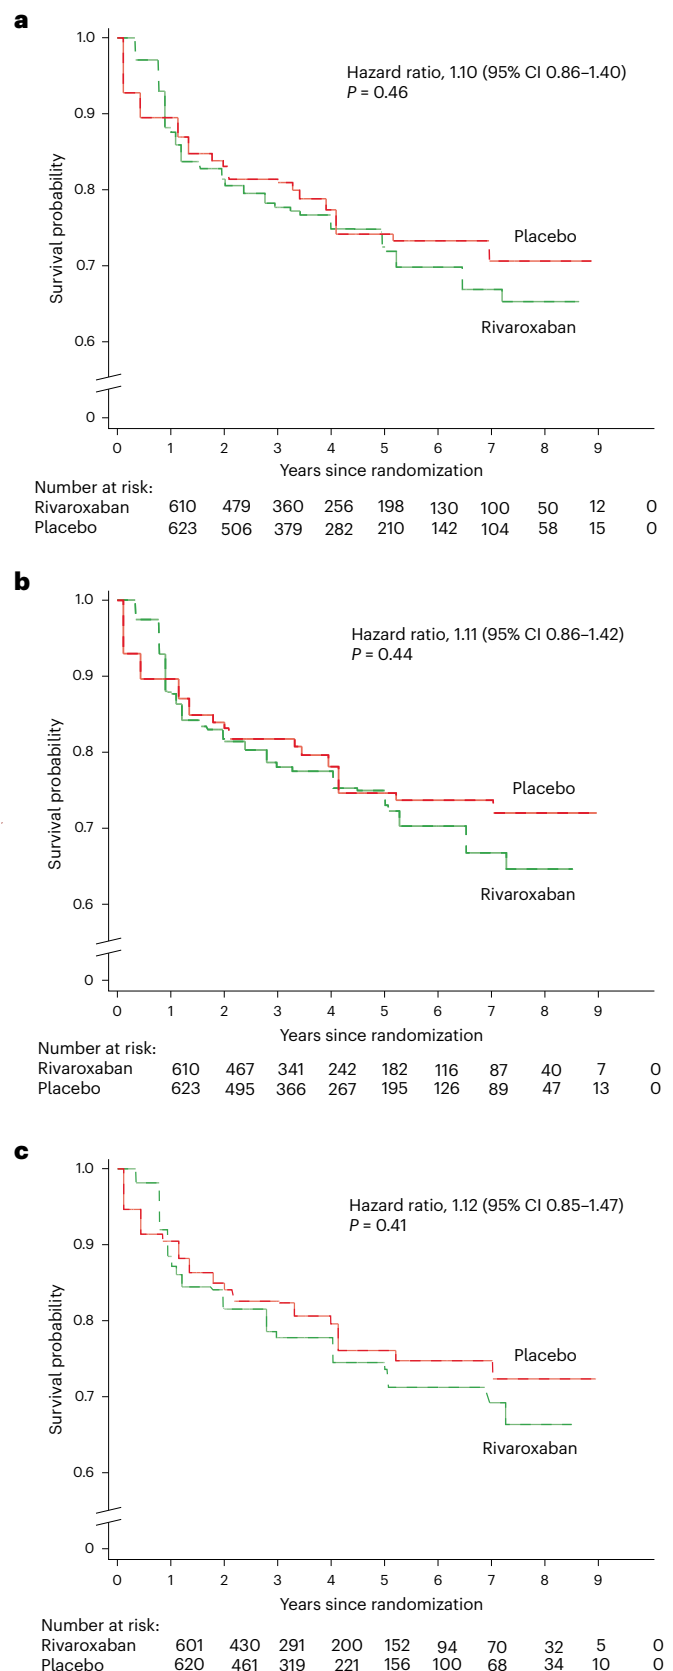 a
1.0
Hazard ratio, 1.10 (95% CI 0.86–1.40)
P = 0.46
0.9
0.8
Survival probability
0.7
Placebo
Rivaroxaban
0.6
0
0 1 2 3 4 5 6 7 8 9
Years since randomization
Number at risk:
Rivaroxaban 610 479 360 256 198 130 100 50 12 0
Placebo 623 506 379 282 210 142 104 58 15 0
b
1.0
Hazard ratio, 1.11 (95% CI 0.86–1.42)
P = 0.44
0.9
0.8
Survival probability
Placebo
0.7
Rivaroxaban
0.6
0
0 1 2 3 4 5 6 7 8 9
Years since randomization
Number at risk:
Rivaroxaban 610 467 341 242 182 116 87 40 7 0
Placebo 623 495 366 267 195 126 89 47 13 0
c
1.0
Hazard ratio, 1.12 (95% CI 0.85–1.47)
P = 0.41
0.9
0.8
Survival probability
Placebo
0.7
Rivaroxaban
0.6
0
0 1 2 3 4 5 6 7 8 9
Years since randomization
Number at risk:
Rivaroxaban 601 430 291 200 152 94 70 32 5 0
Placebo 620 461 319 221 156 100 68 34 10 0